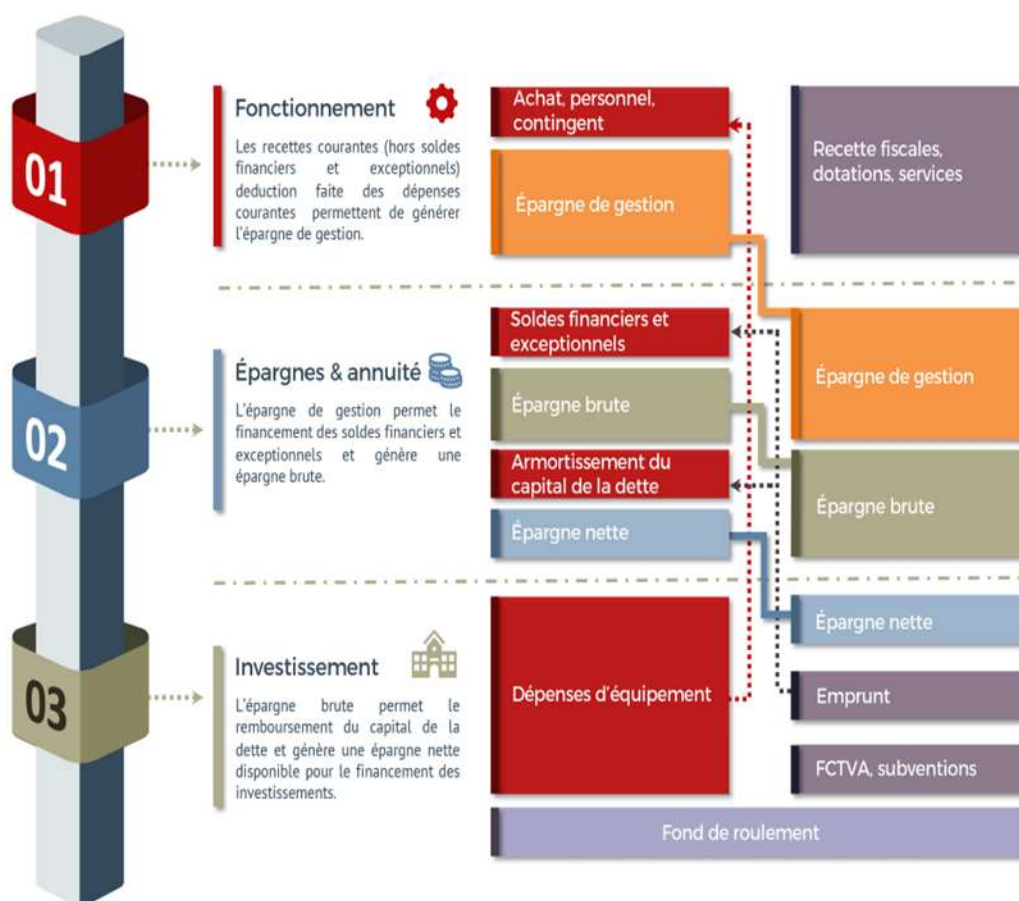 01
Fonctionnement
Les recettes courantes (hors soldes
financiers et exceptionnels)
deduction faite des dépenses
courantes permettent de générer
l'épargne de gestion.
Achat, personnel,
contingent
Épargne de gestion
Recette fiscales,
dotations, services
02
Épargnes & annuité
L'épargne de gestion permet le
financement des soldes financiers et
exceptionnels et génère une
épargne brute.
Soldes financiers et
exceptionnels
Épargne brute
Armortissement du
capital de la dette
Épargne nette
Épargne de gestion
Épargne brute
03
Investissement
L'épargne brute permet le
remboursement du capital de la
dette et génère une épargne nette
disponible pour le financement des
investissements.
Dépenses d'équipement
Épargne nette
Emprunt
FCTVA, subventions
Fond de roulement